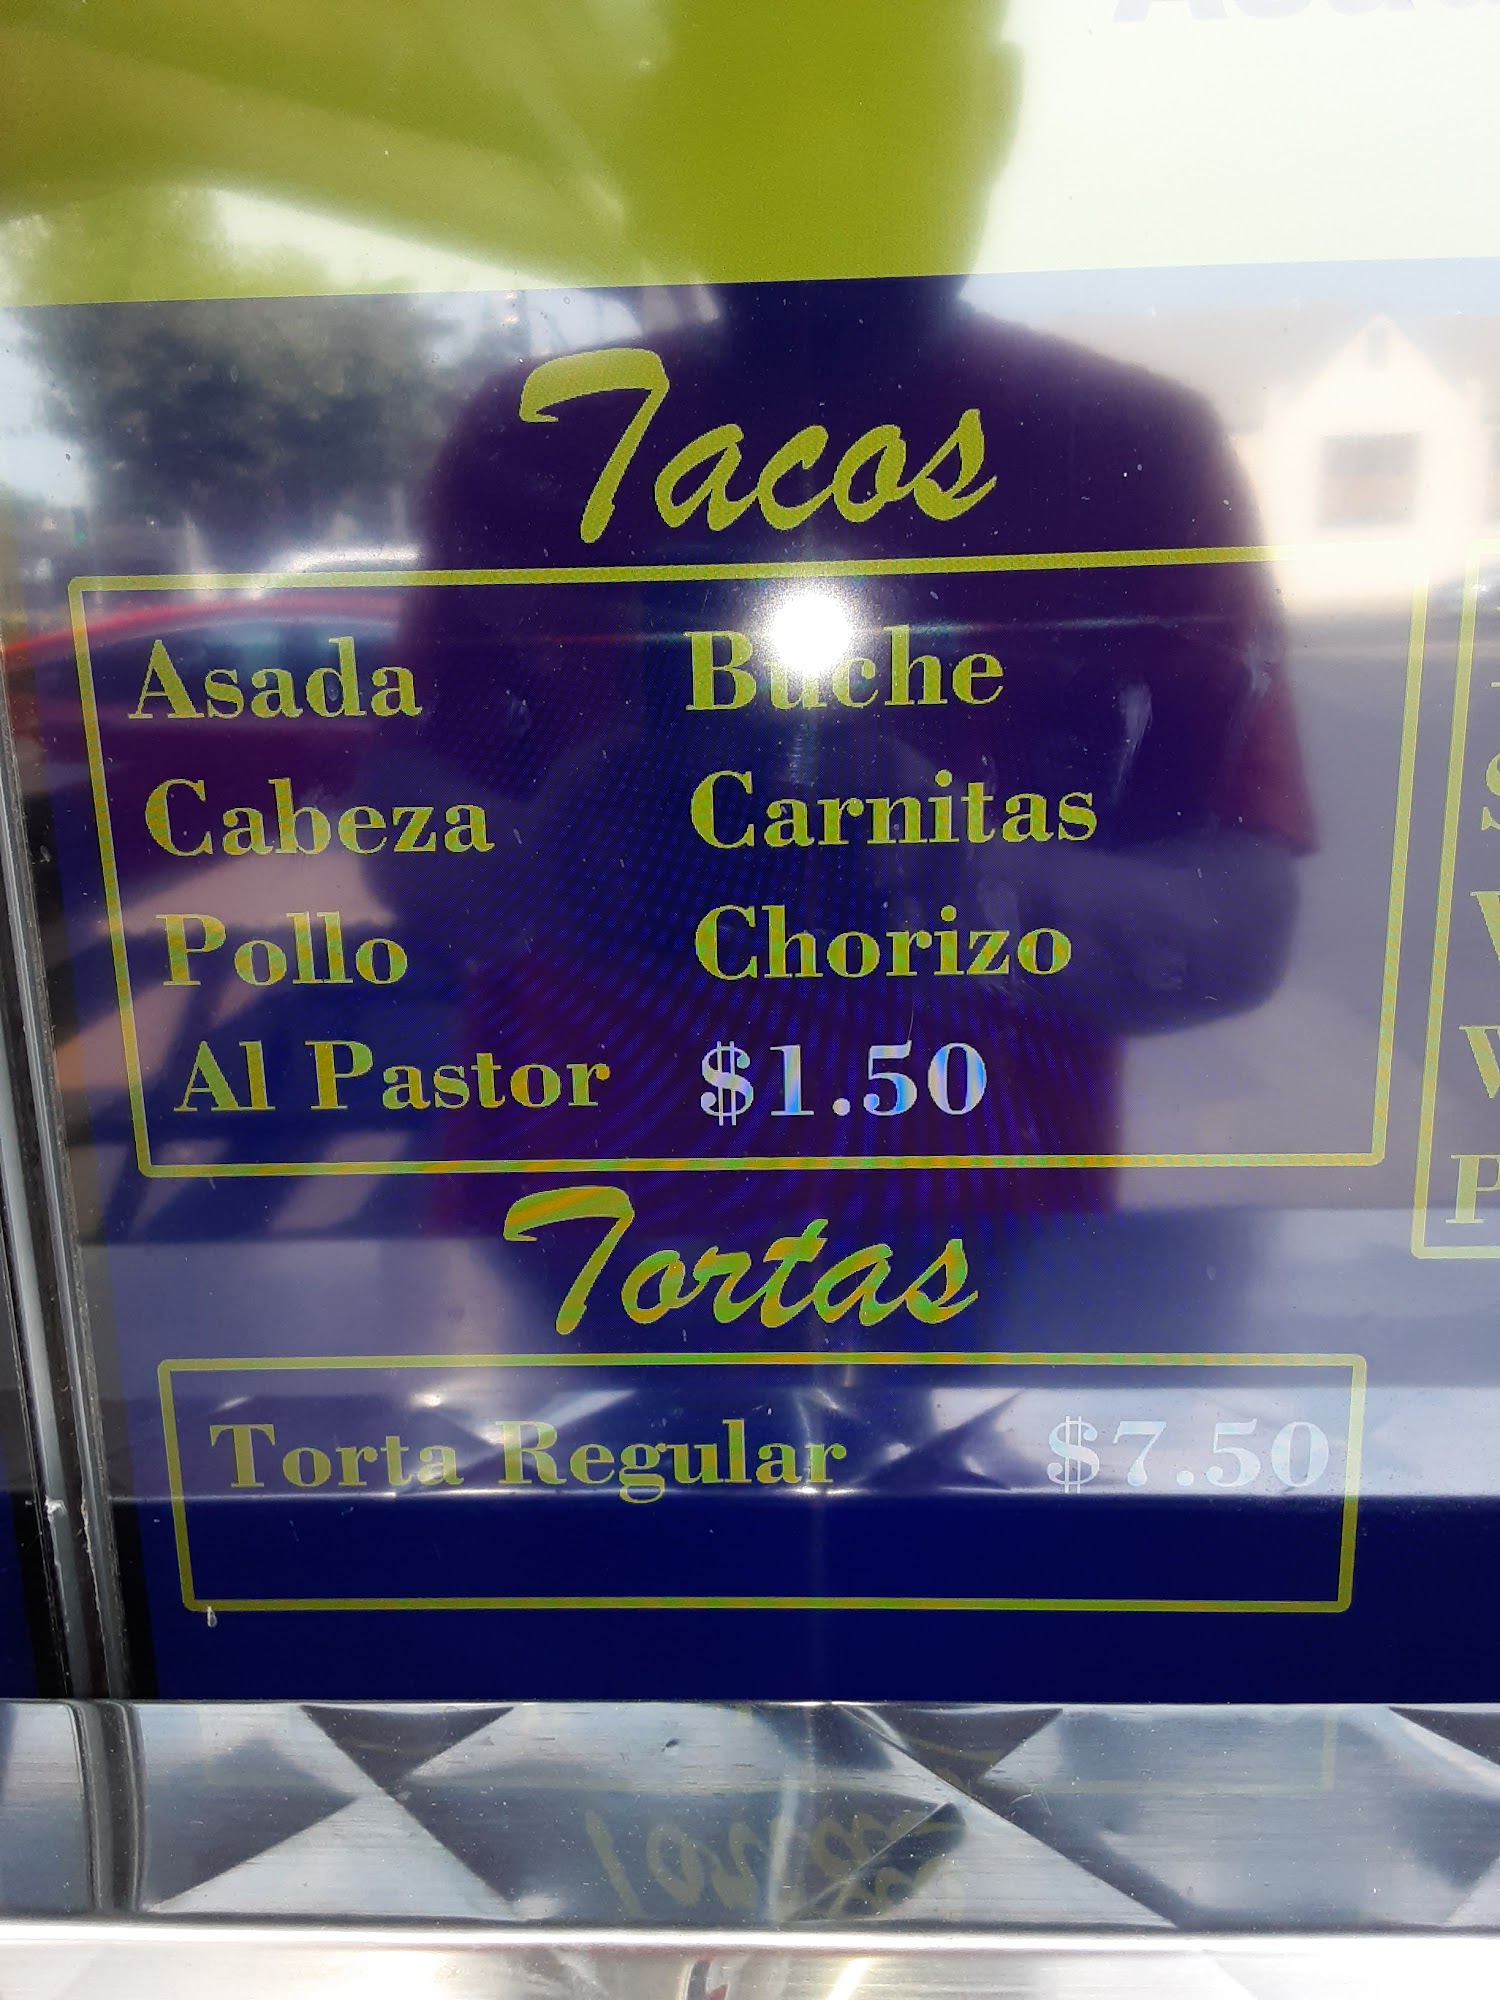 Tacos
Asada Buche
Cabeza Carnitas
Pollo Chorizo
Al Pastor $1.50
Tortas
Torta Regular $7.50